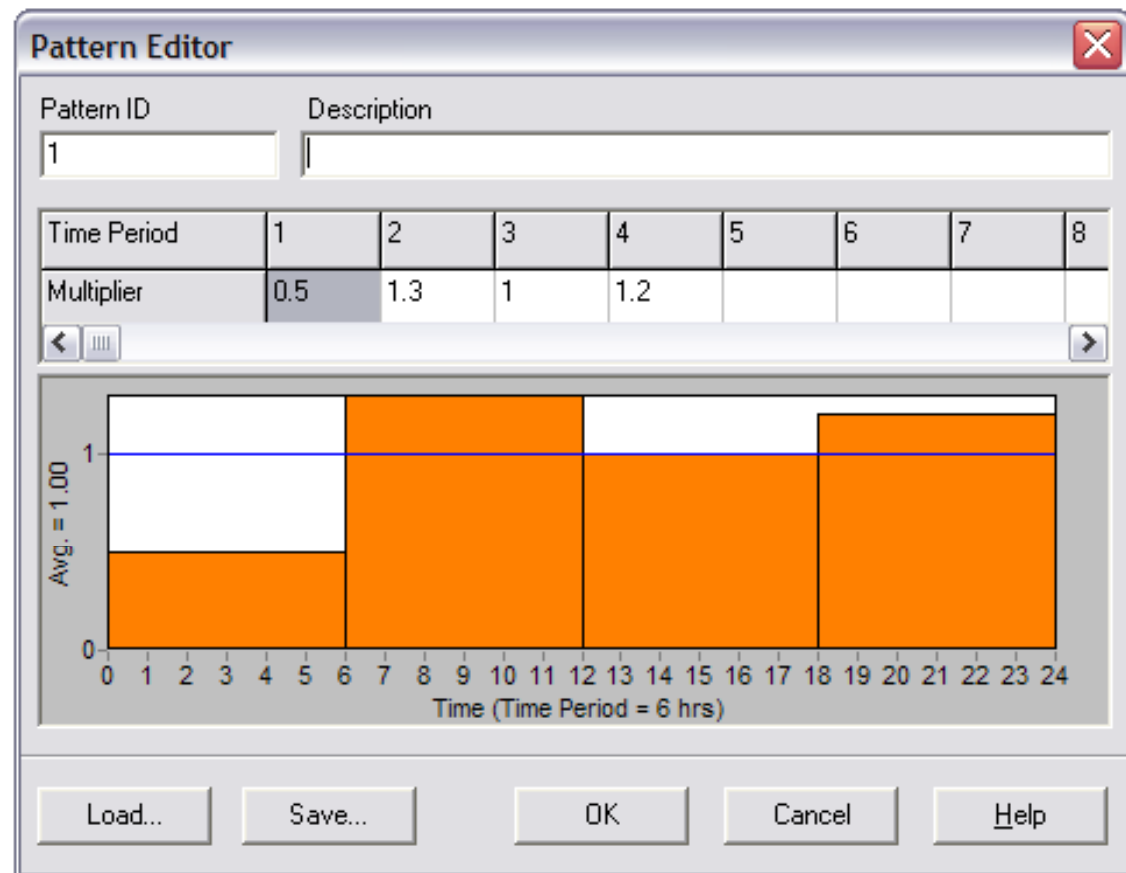 Pattern Editor
Pattern ID Description
1
Time Period 1 2 3 4 5 6 7 8
Multiplier 0.5 1.3 1 1.2
Avg. = 1.00
1
0
0 1 2 3 4 5 6 7 8 9 10 11 12 13 14 15 16 17 18 19 20 21 22 23 24
Time (Time Period = 6 hrs)
Load... Save... OK Cancel Help